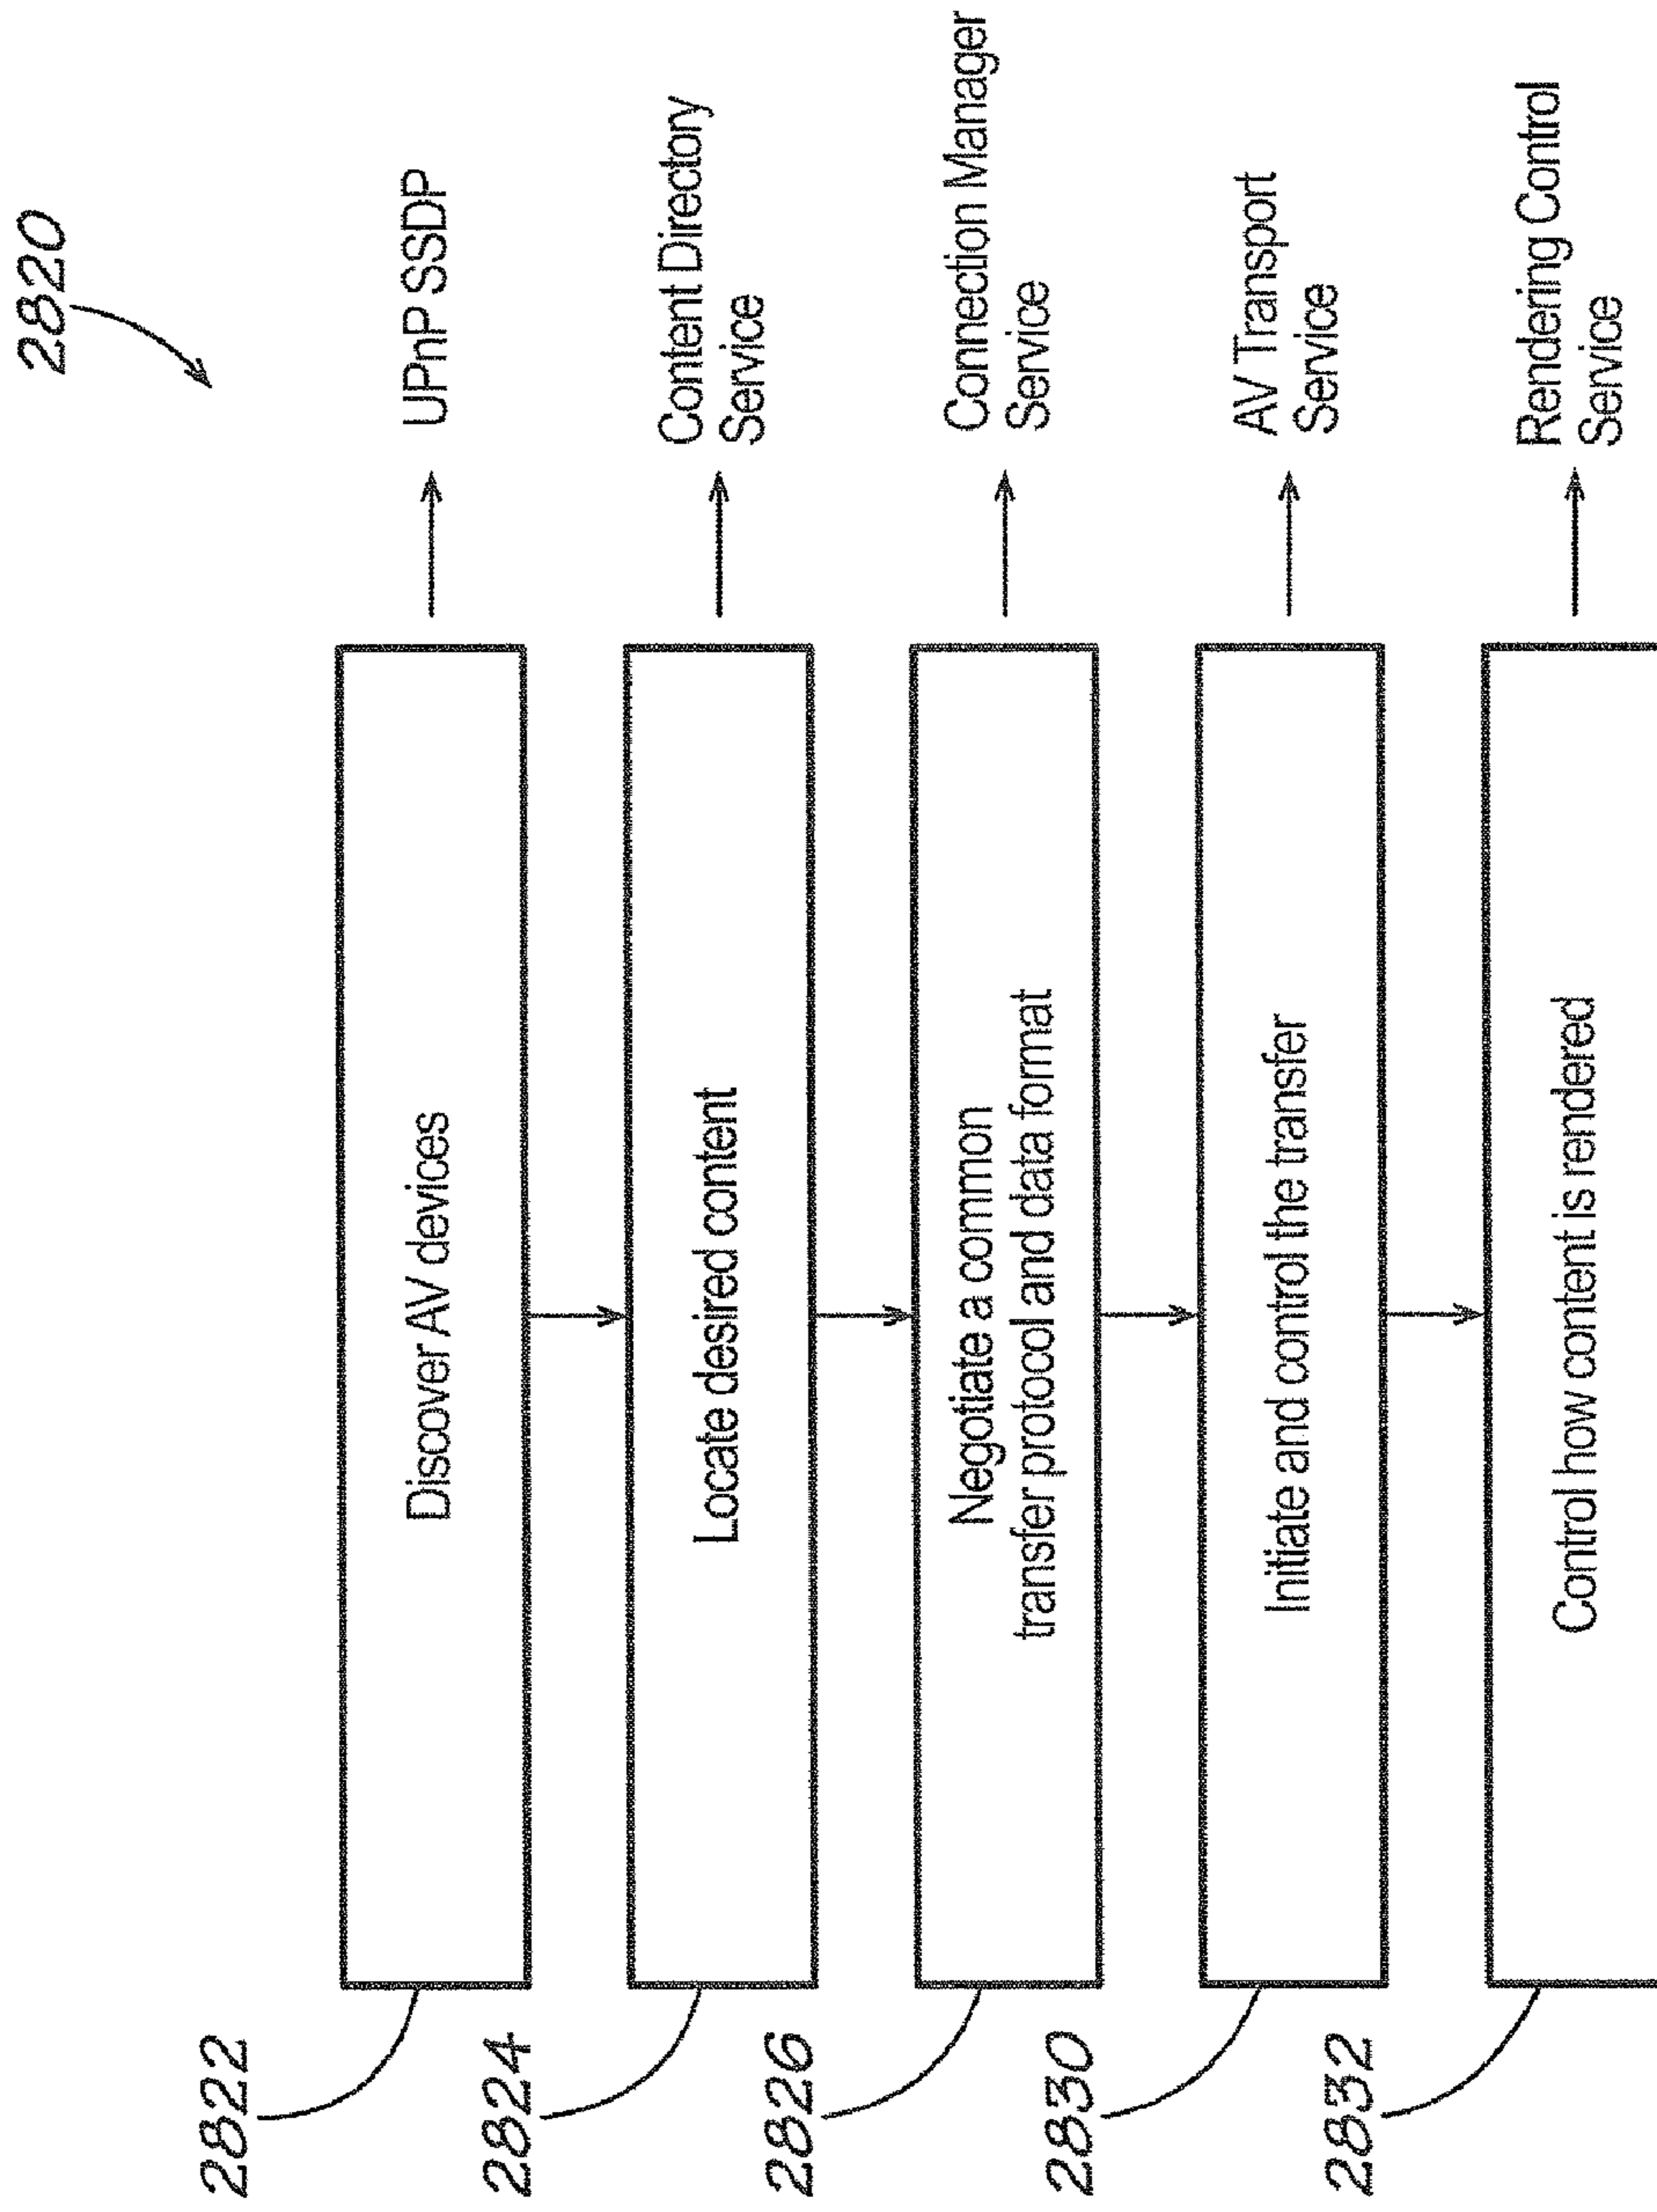 2820
2822
Discover AV devices
UPnP SSDP
2824
Locate desired content
Content Directory
Service
2826
Negotiate a common
transfer protocol and data format
Connection Manager
Service
2830
Initiate and control the transfer
AV Transport
Service
2832
Control how content is rendered
Rendering Control
Service